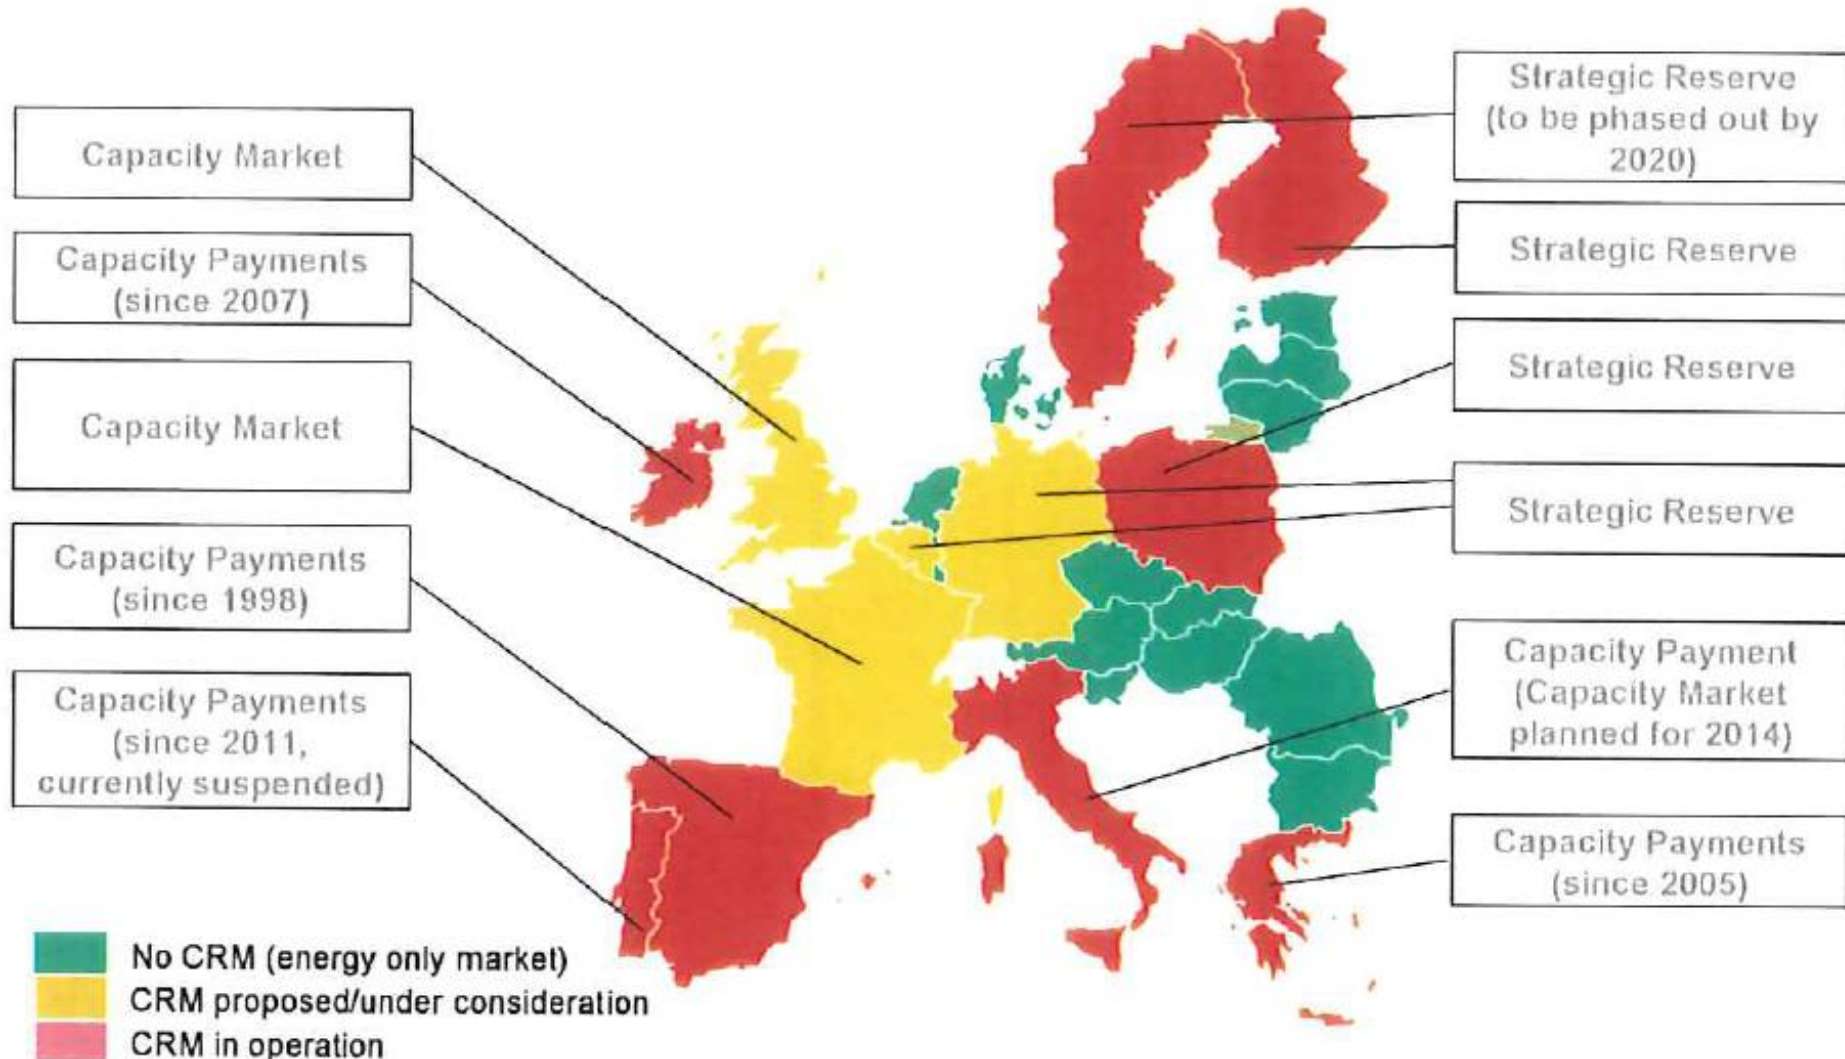 Capacity Market
Capacity Payments
(since 2007)
Capacity Market
Capacity Payments
(since 1998)
Capacity Payments
(since 2011,
currently suspended)
Strategic Reserve
(to be phased out by
2020)
Strategic Reserve
Strategic Reserve
Strategic Reserve
Capacity Payment
(Capacity Market
planned for 2014)
Capacity Payments
(since 2005)
No CRM (energy only market)
CRM proposed/under consideration
CRM in operation